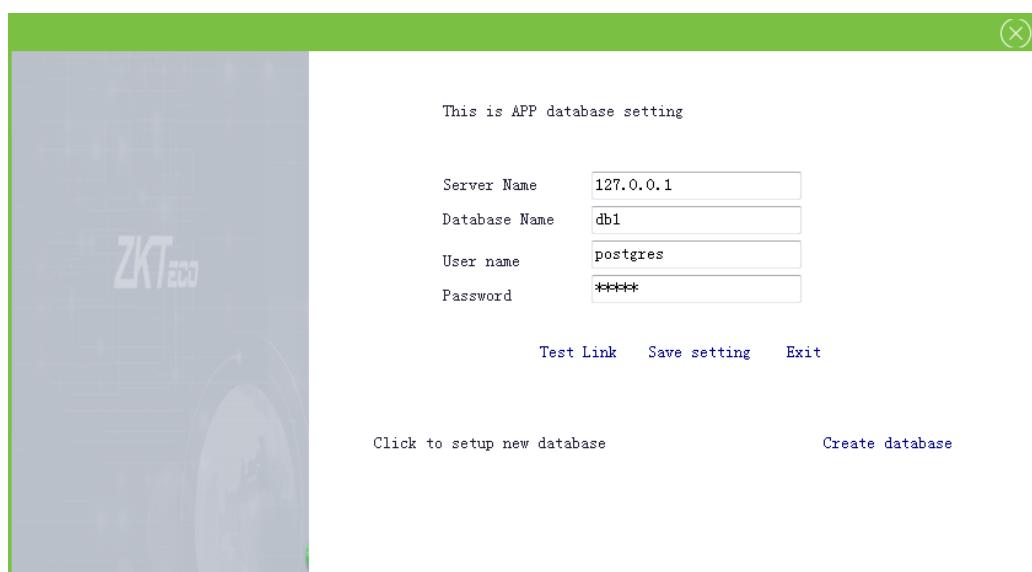 This is APP database setting
Server Name 127.0.0.1
Database Name db1
User name postgres
Password *****
ZKTeco
Test Link Save setting Exit
Click to setup new database Create database